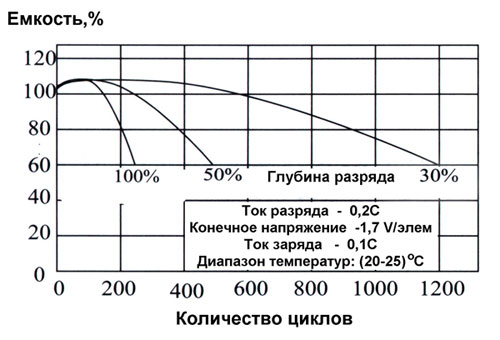 Емкость,%
120
100
80
60
100% 50% Глубина разряда 30%
40
20
0
Ток разряда - 0,2С
Конечное напряжение -1,7 V/элем
Ток заряда - 0,1С
Диапазон температур: (20-25)°С
0 200 400 600 800 1000 1200
Количество циклов